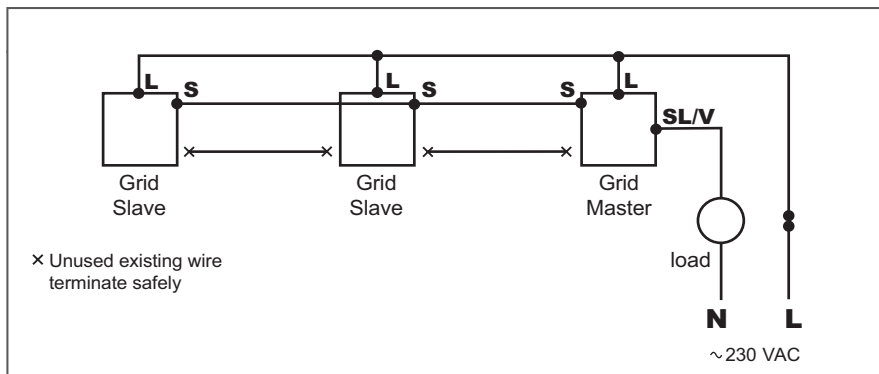 L
S
L
S
S
L
SL/V
Grid
Slave
Grid
Slave
Grid
Master
× Unused existing wire
terminate safely
load
N
L
~230 VAC